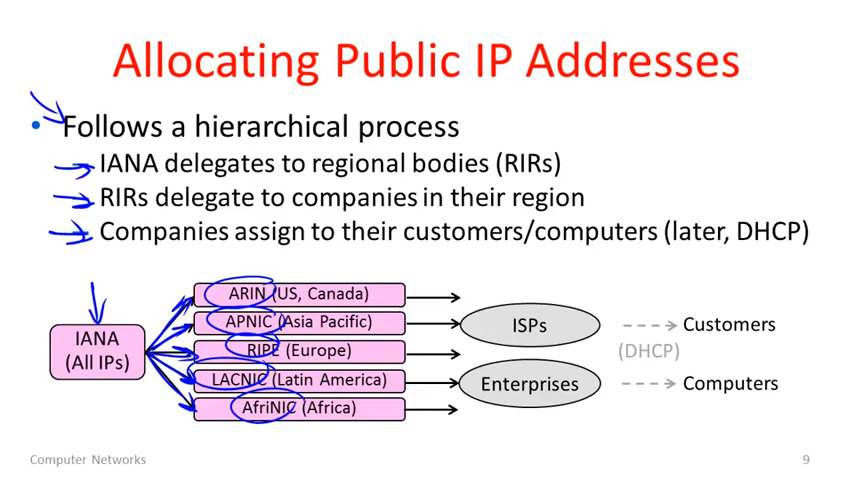 Allocating Public IP Addresses
• Follows a hierarchical process
IANA delegates to regional bodies (RIRs)
RIRs delegate to companies in their region
Companies assign to their customers/computers (later, DHCP)
IANA
(All IPs)
ARIN (US, Canada)
APNIC (Asia Pacific)
RIPE (Europe)
LACNIC (Latin America)
AfriNIC (Africa)
ISPs
Enterprises
Customers
(DHCP)
Computers
Computer Networks
9